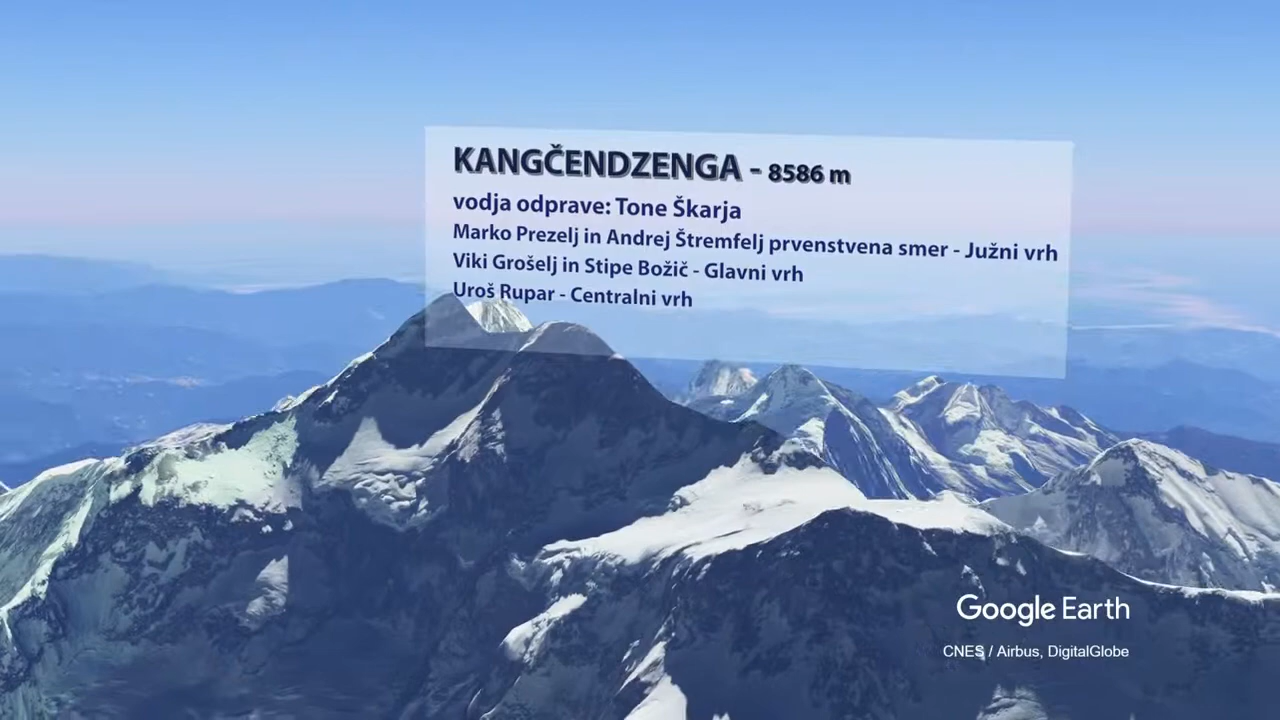 KANGČENDZENGA - 8586 m
vodja odprave: Tone Škarja
Marko Prezelj in Andrej Štremfelj prvenstvena smer - Južni vrh
Viki Grošelj in Stipe Božič - Glavni vrh
Uroš Rupar - Centralni vrh
Google Earth
CNES / Airbus, DigitalGlobe